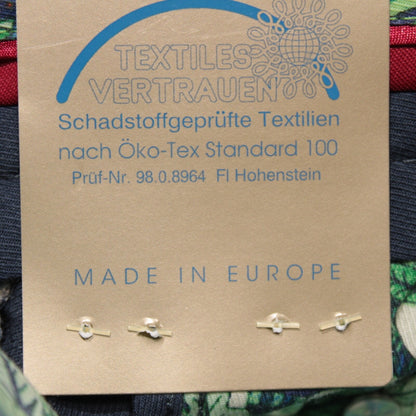 TEXTILES
VERTRAUEN
Schadstoffgeprüfte Textilien
nach Öko-Tex Standard 100
Prüf-Nr. 98.0.8964 FI Hohenstein
MADE IN EUROPE